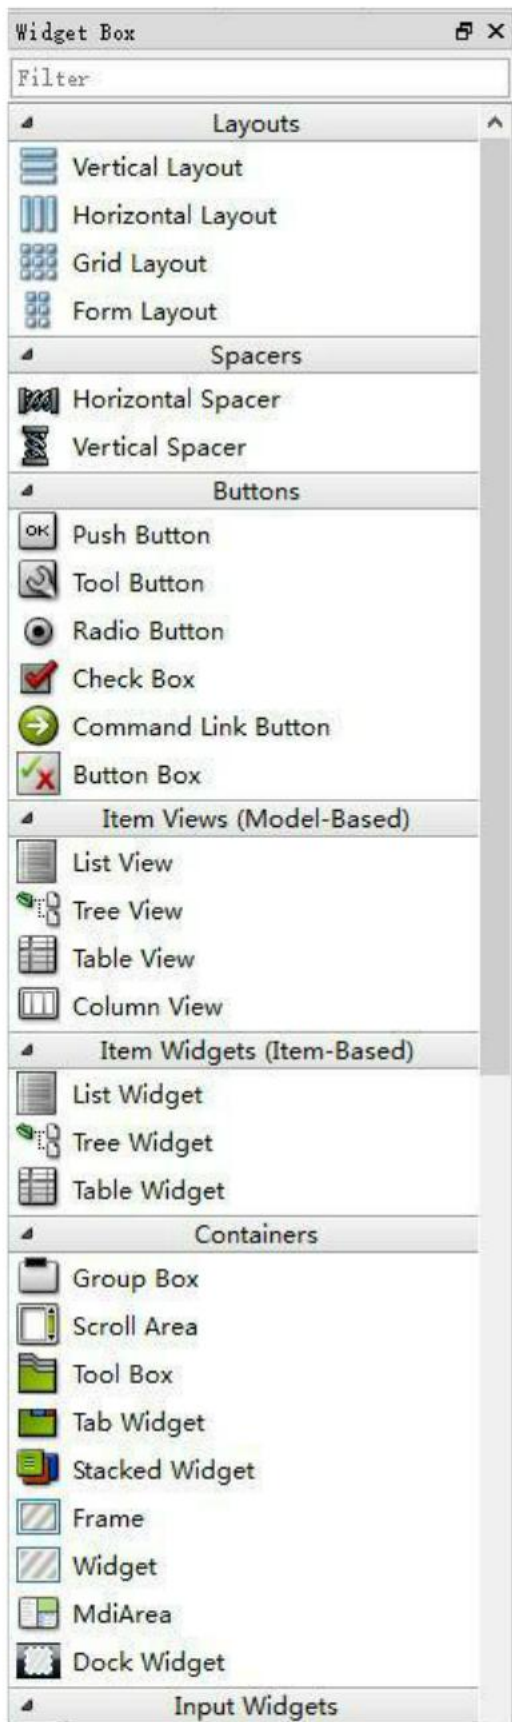 Widget Box
Filter
Layouts
Vertical Layout
Horizontal Layout
Grid Layout
Form Layout
Spacers
Horizontal Spacer
Vertical Spacer
Buttons
OK Push Button
Tool Button
Radio Button
Check Box
Command Link Button
Button Box
Item Views (Model-Based)
List View
Tree View
Table View
Column View
Item Widgets (Item-Based)
List Widget
Tree Widget
Table Widget
Containers
Group Box
Scroll Area
Tool Box
Tab Widget
Stacked Widget
Frame
Widget
MdiArea
Dock Widget
Input Widgets